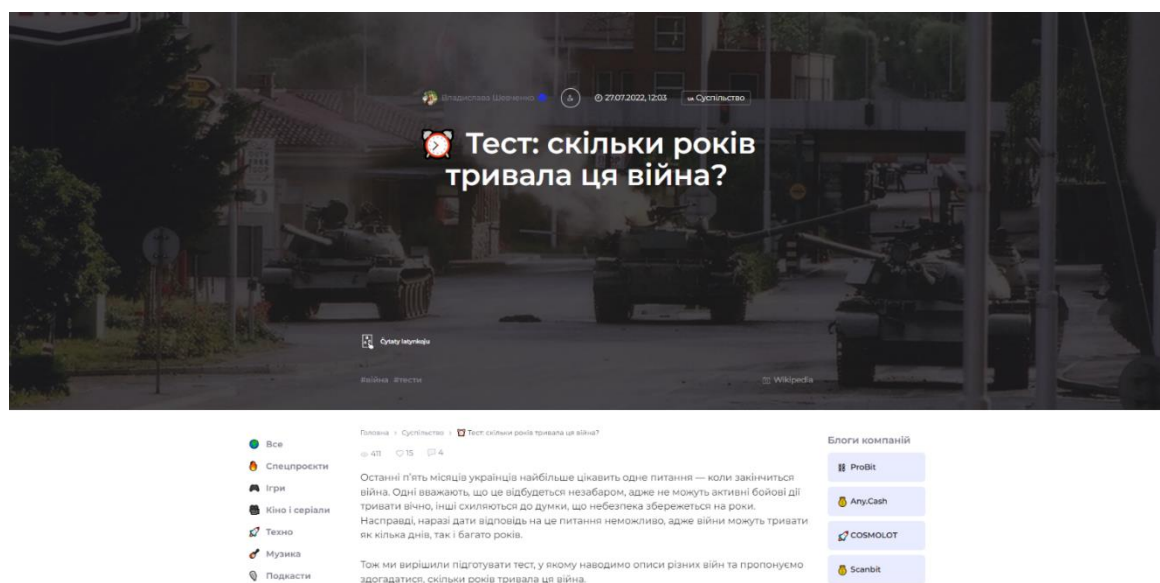 Владислава Шевченко
27.07.2022, 12:03
Суспільство
Тест: скільки років
тривала ця війна?
Čytaty latynkoju
#війна #тести
Wikipedia
Головна > Суспільство > Тест: скільки років тривала ця війна?
411 15 4
Все
Спецпроєкти
Ігри
Кіно і серіали
Техно
Музика
Подкасти
Останні п'ять місяців українців найбільше цікавить одне питання — коли закінчиться
війна. Одні вважають, що це відбудеться незабаром, адже не можуть активні бойові дії
тривати вічно, інші схиляються до думки, що небезпека збережеться на роки.
Насправді, наразі дати відповідь на це питання неможливо, адже війни можуть тривати
як кілька днів, так і багато років.
Тож ми вирішили підготувати тест, у якому наводимо описи різних війн та пропонуємо
здогадатися, скільки років тривала ця війна.
Блоги компаній
ProBit
Any.Cash
COSMOLOT
Scanbit